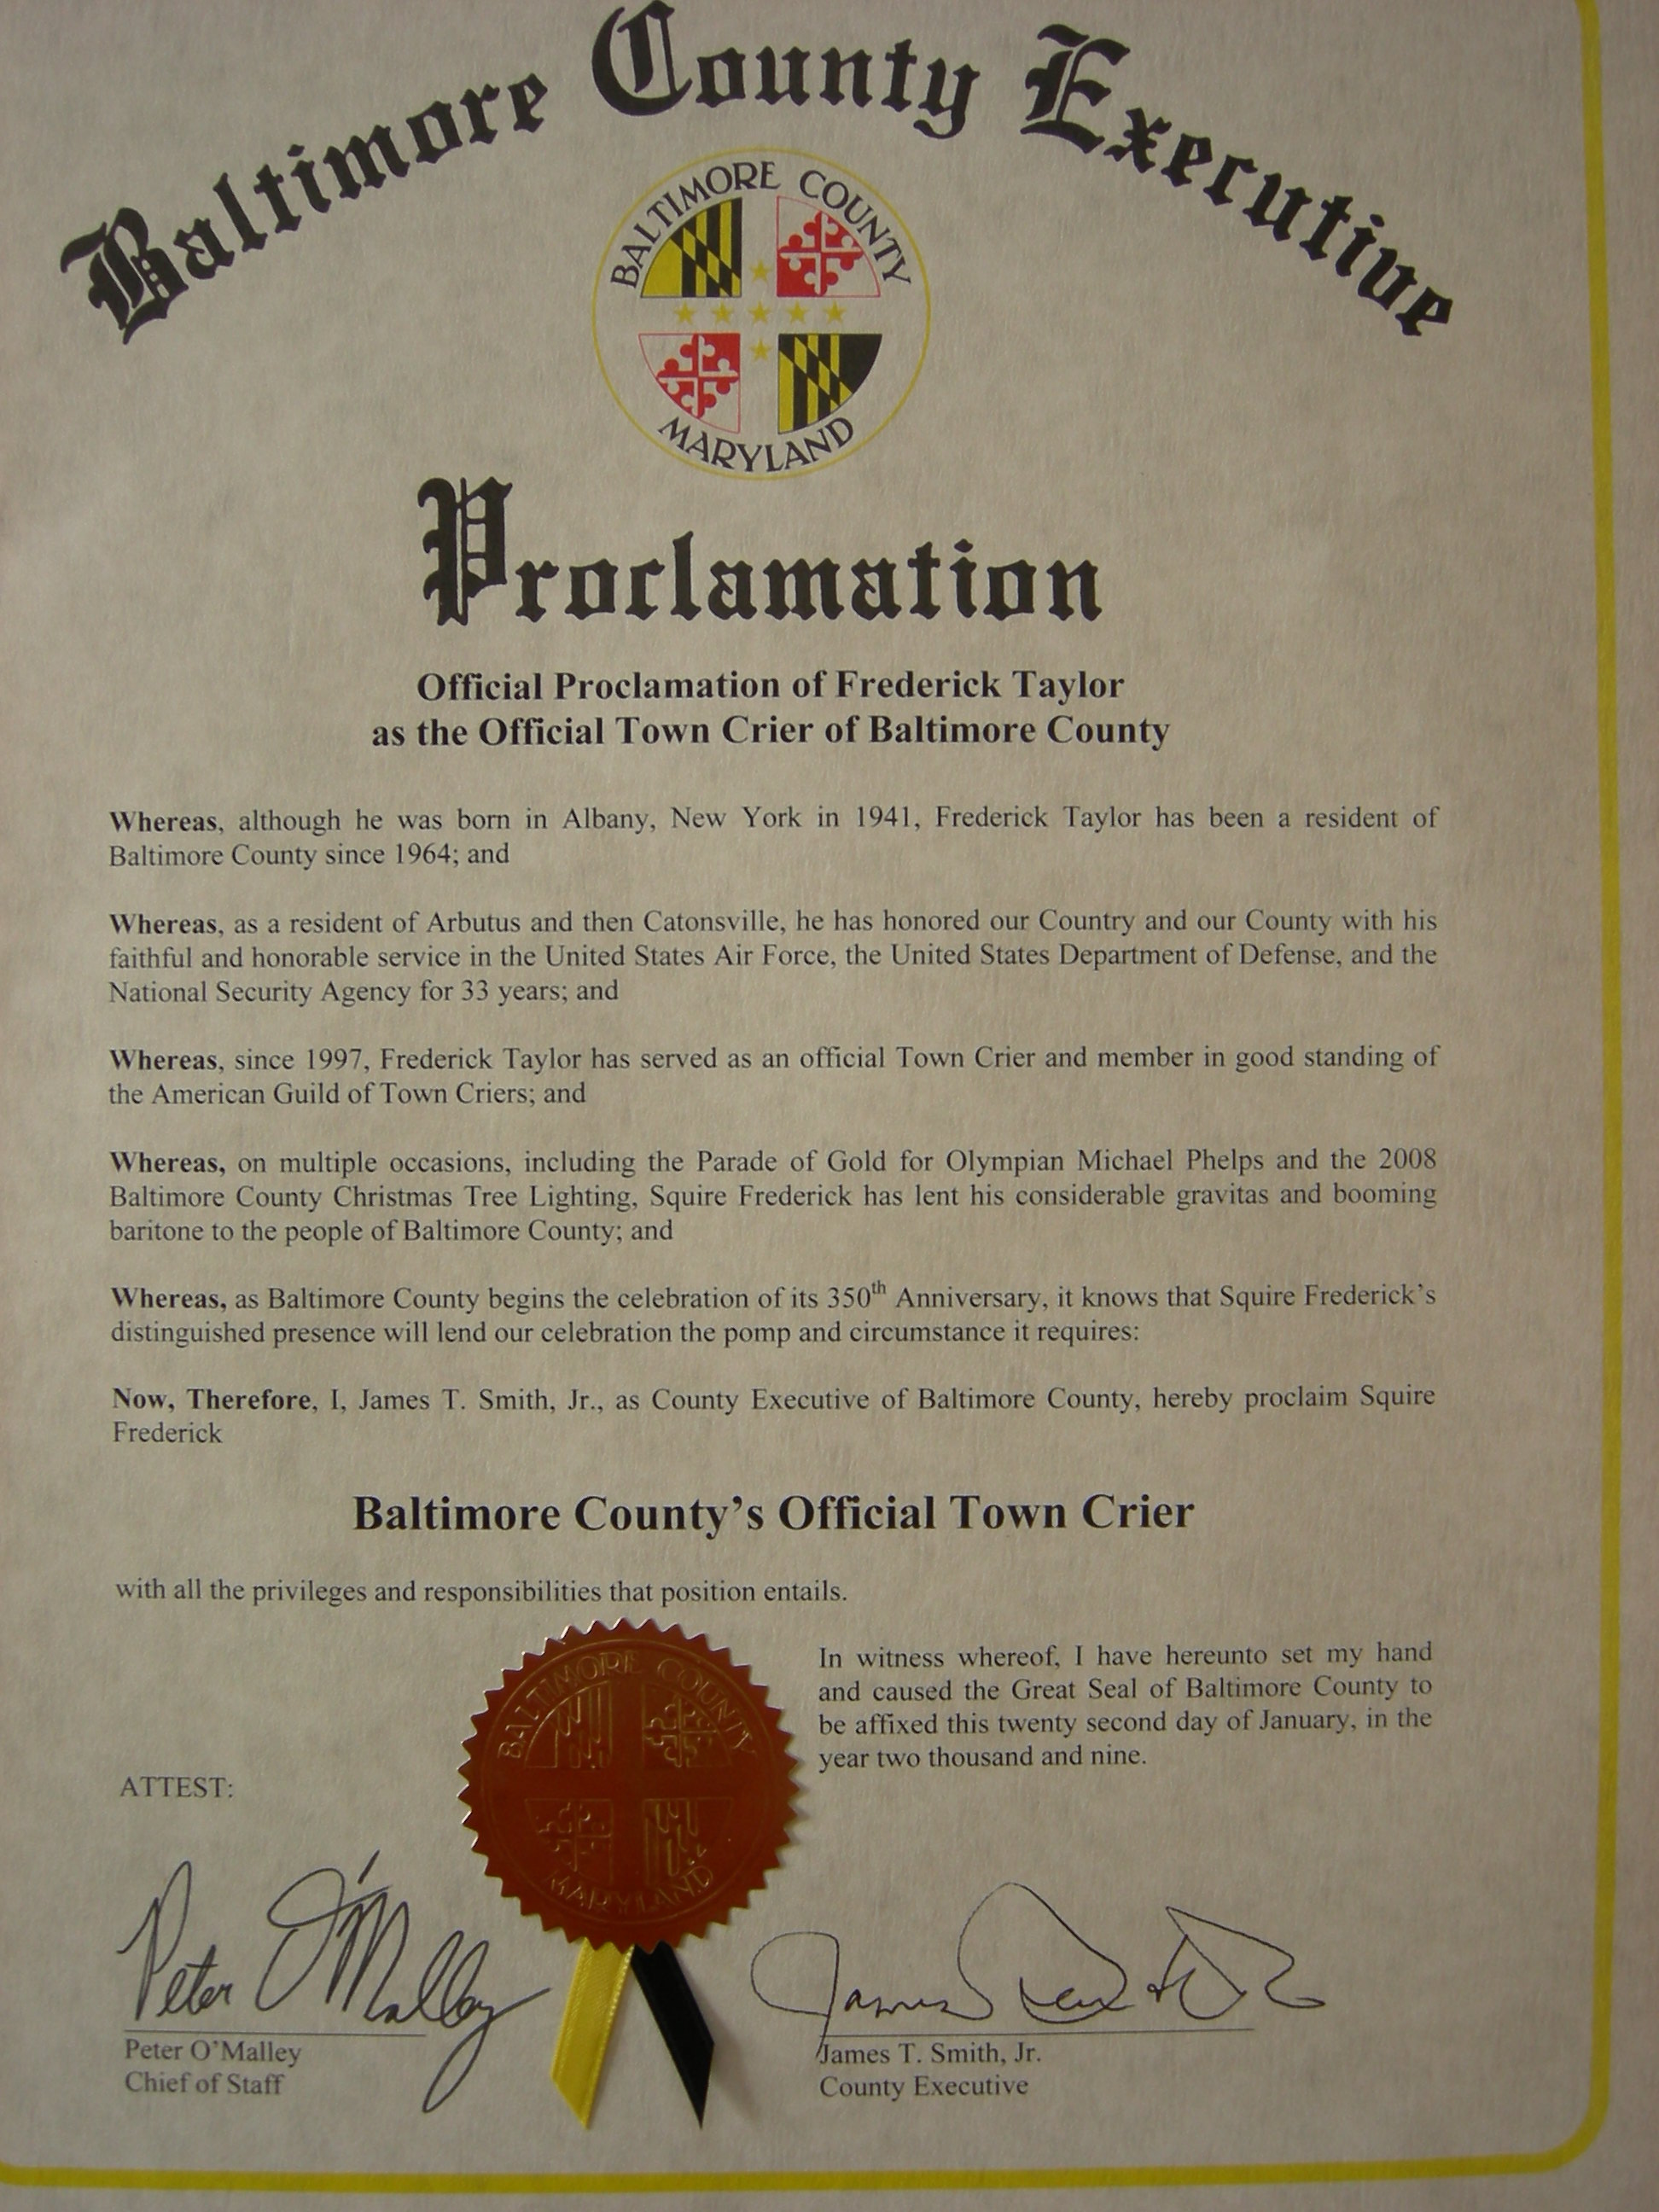 Baltimore County Executive
BALTIMORE COUNTY
MARYLAND
Proclamation
Official Proclamation of Frederick Taylor
as the Official Town Crier of Baltimore County
Whereas, although he was born in Albany, New York in 1941, Frederick Taylor has been a resident of
Baltimore County since 1964; and
Whereas, as a resident of Arbutus and then Catonsville, he has honored our Country and our County with his
faithful and honorable service in the United States Air Force, the United States Department of Defense, and the
National Security Agency for 33 years; and
Whereas, since 1997, Frederick Taylor has served as an official Town Crier and member in good standing of
the American Guild of Town Criers; and
Whereas, on multiple occasions, including the Parade of Gold for Olympian Michael Phelps and the 2008
Baltimore County Christmas Tree Lighting, Squire Frederick has lent his considerable gravitas and booming
baritone to the people of Baltimore County; and
Whereas, as Baltimore County begins the celebration of its 350th Anniversary, it knows that Squire Frederick's
distinguished presence will lend our celebration the pomp and circumstance it requires:
Now, Therefore, I, James T. Smith, Jr., as County Executive of Baltimore County, hereby proclaim Squire
Frederick
Baltimore County's Official Town Crier
with all the privileges and responsibilities that position entails.
In witness whereof, I have hereunto set my hand
and caused the Great Seal of Baltimore County to
be affixed this twenty second day of January, in the
year two thousand and nine.
BALTIMORE COUNTY
MARYLAND
ATTEST:
Peter O'Malley
Peter O'Malley
Chief of Staff
James T. Smith, Jr.
County Executive